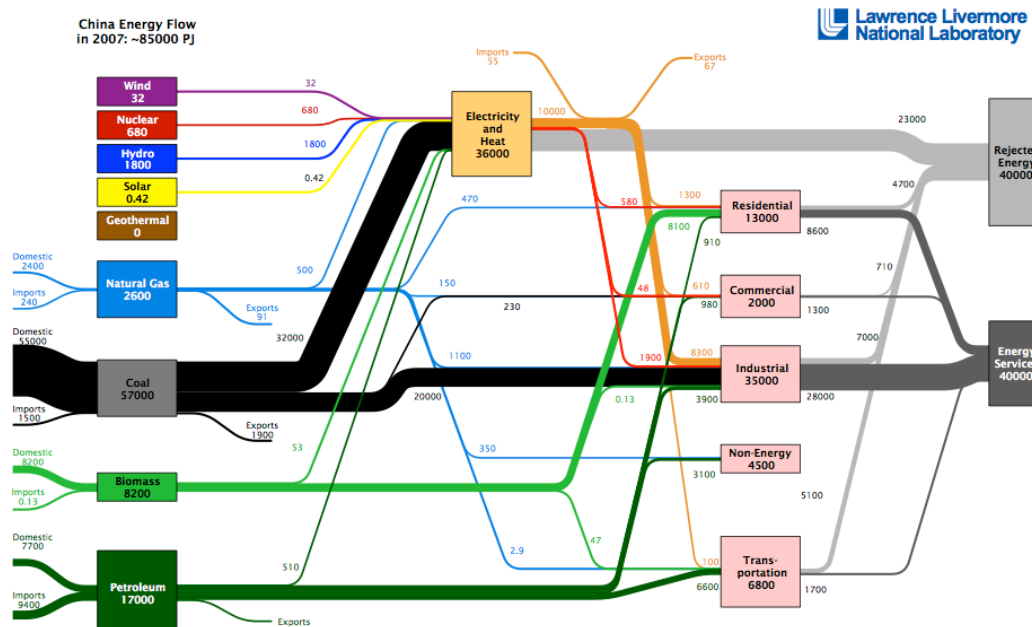 China Energy Flow
in 2007: ~85000 PJ
Lawrence Livermore
National Laboratory
Imports
55
Exports
67
Wind
32
32
Nuclear
680
680
Hydro
1800
1800
Solar
0.42
0.42
Geothermal
0
Electricity
and
Heat
36000
10000
23000
Rejected
Energy
40000
Domestic
2400
Imports
240
Natural Gas
2600
Exports
91
500
470
150
230
1100
350
2.9
Domestic
55000
Imports
1500
Coal
57000
Exports
1900
32000
20000
Domestic
8200
Imports
0.13
Biomass
8200
53
8100
0.13
47
Domestic
7700
Imports
9400
Petroleum
17000
Exports
510
580
1300
910
Residential
13000
4700
8600
48
610
980
Commercial
2000
710
1300
1900
8300
3900
Industrial
35000
7000
28000
3100
Non-Energy
4500
5100
100
6600
Trans-
portation
6800
1700
Energy
Services
40000